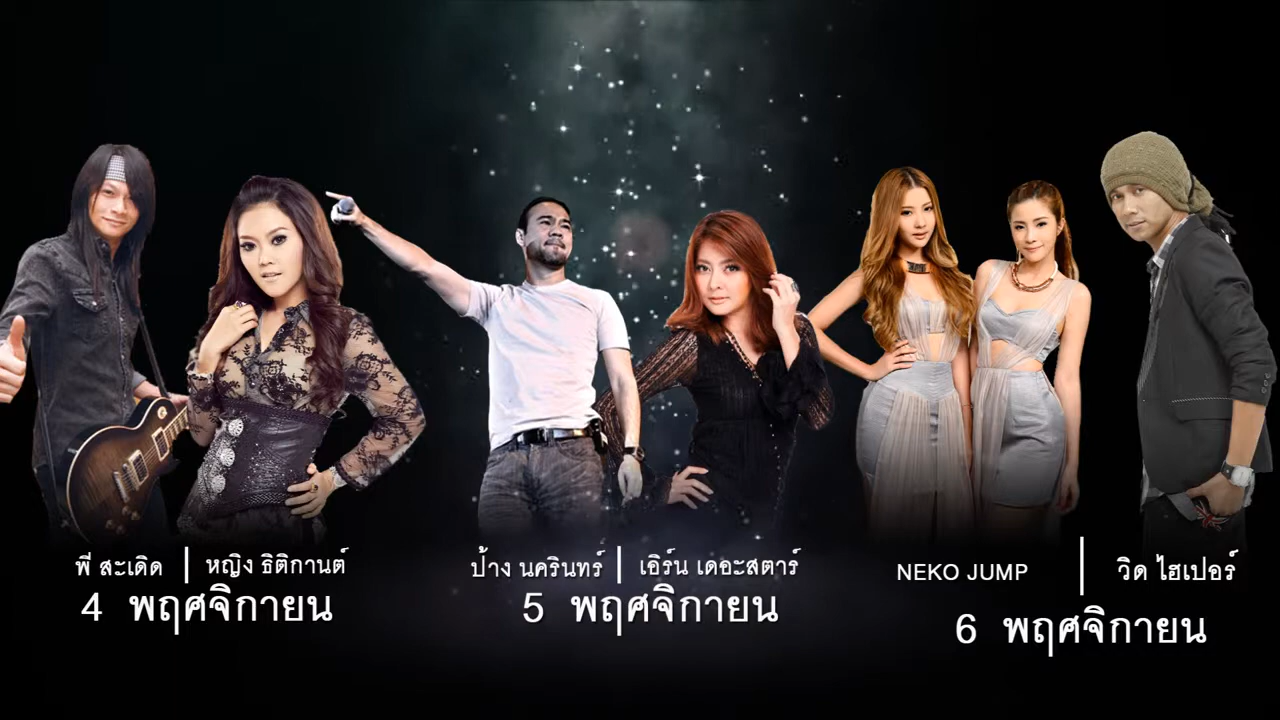 พี สะเดิด | หญิง ธิติกานต์
4 พฤศจิกายน
ป้าง นครินทร์ | เอิร์น เดอะสตาร์
5 พฤศจิกายน
NEKO JUMP | วิด ไฮเปอร์
6 พฤศจิกายน